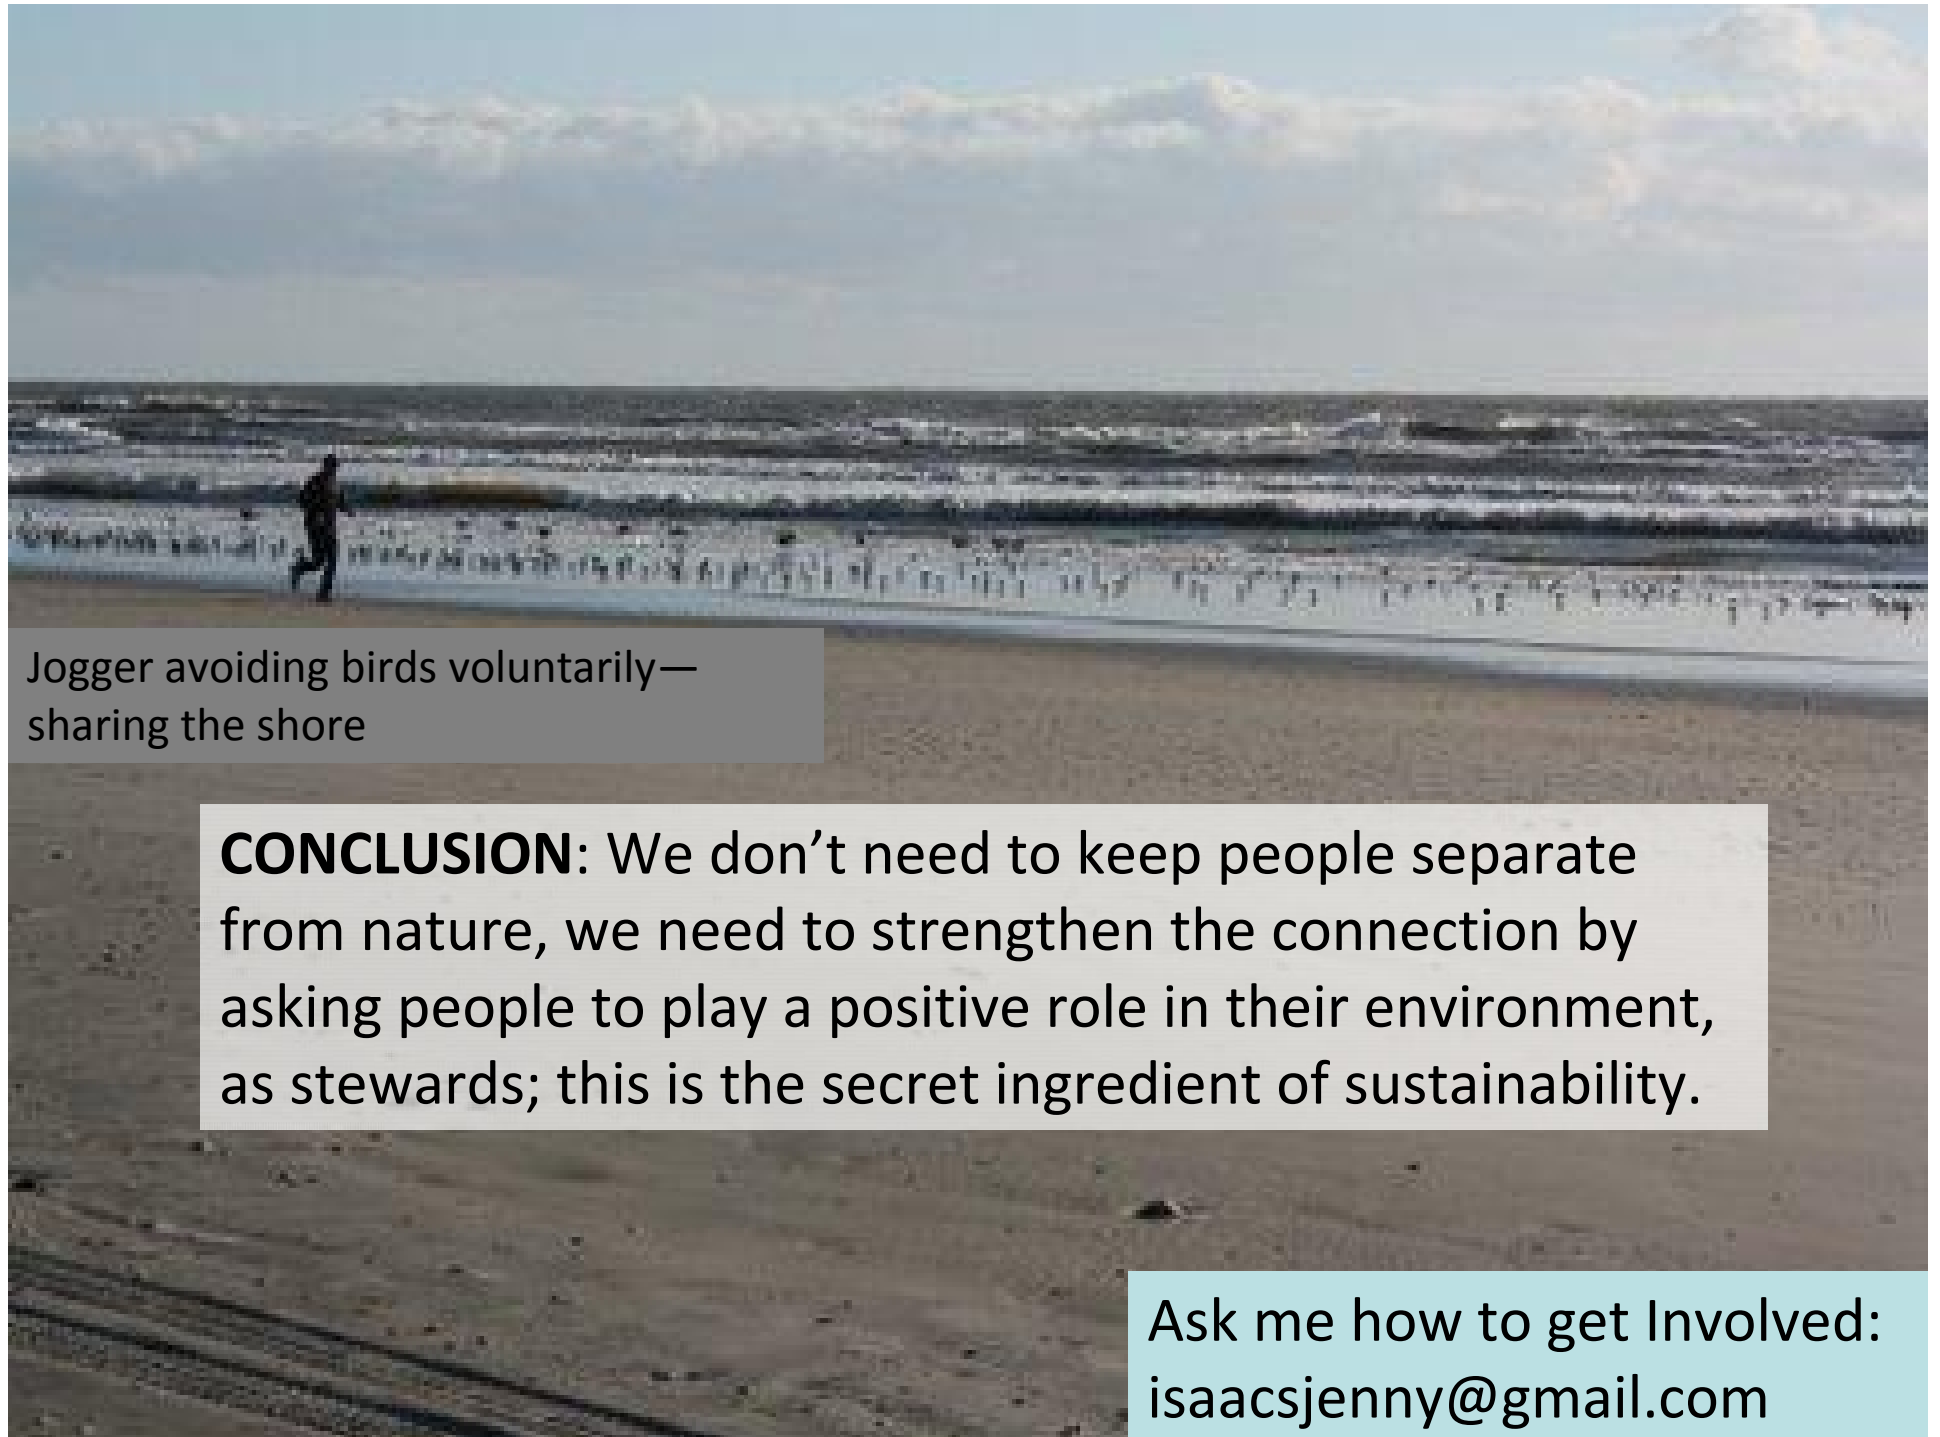 Jogger avoiding birds voluntarily—
sharing the shore
CONCLUSION: We don’t need to keep people separate
from nature, we need to strengthen the connection by
asking people to play a positive role in their environment,
as stewards; this is the secret ingredient of sustainability.
Ask me how to get Involved:
isaacsjenny@gmail.com